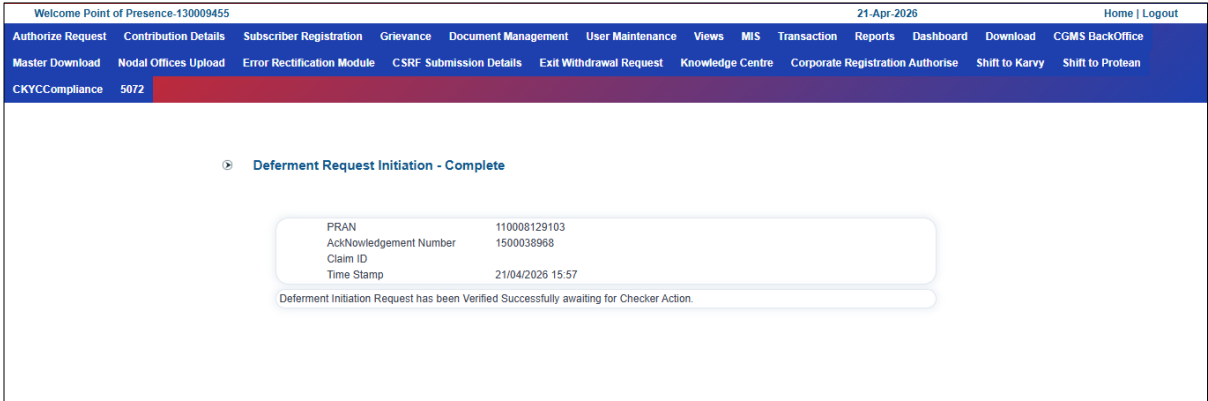 Welcome Point of Presence-130009455 21-Apr-2026 Home | Logout
Authorize Request Contribution Details Subscriber Registration Grievance Document Management User Maintenance Views MIS Transaction Reports Dashboard Download CGMS BackOffice
Master Download Nodal Offices Upload Error Rectification Module CSRF Submission Details Exit Withdrawal Request Knowledge Centre Corporate Registration Authorise Shift to Karvy Shift to Protean
CKYCCompliance 5072
Deferment Request Initiation - Complete
PRAN 110008129103
AckNowledgement Number 1500038968
Claim ID
Time Stamp 21/04/2026 15:57
Deferment Initiation Request has been Verified Successfully awaiting for Checker Action.